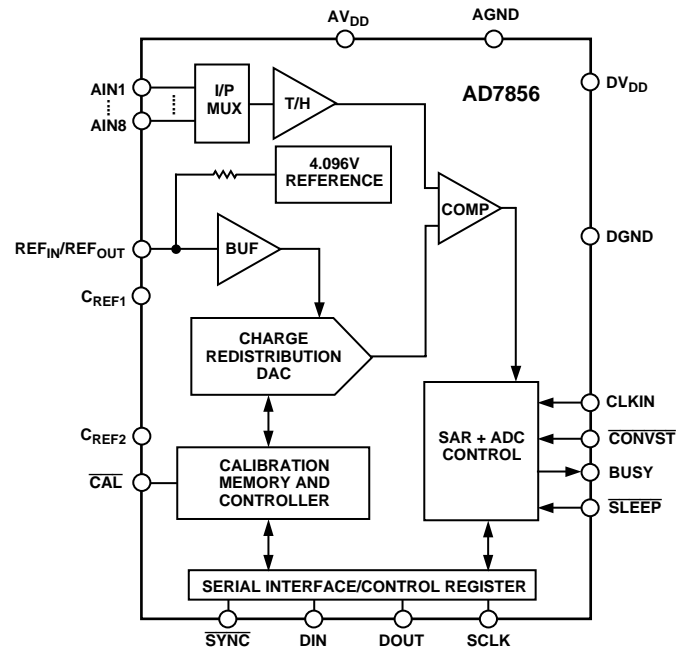 AVDD
AGND
AIN1
AIN8
I/P
MUX
T/H
AD7856
DVDD
4.096V
REFERENCE
COMP
REFIN/REFOUT
BUF
DGND
CREF1
CHARGE
REDISTRIBUTION
DAC
CLKIN
CREF2
SAR + ADC
CONTROL
CONVST
CAL
CALIBRATION
MEMORY AND
CONTROLLER
BUSY
SLEEP
SERIAL INTERFACE/CONTROL REGISTER
SYNC
DIN
DOUT
SCLK